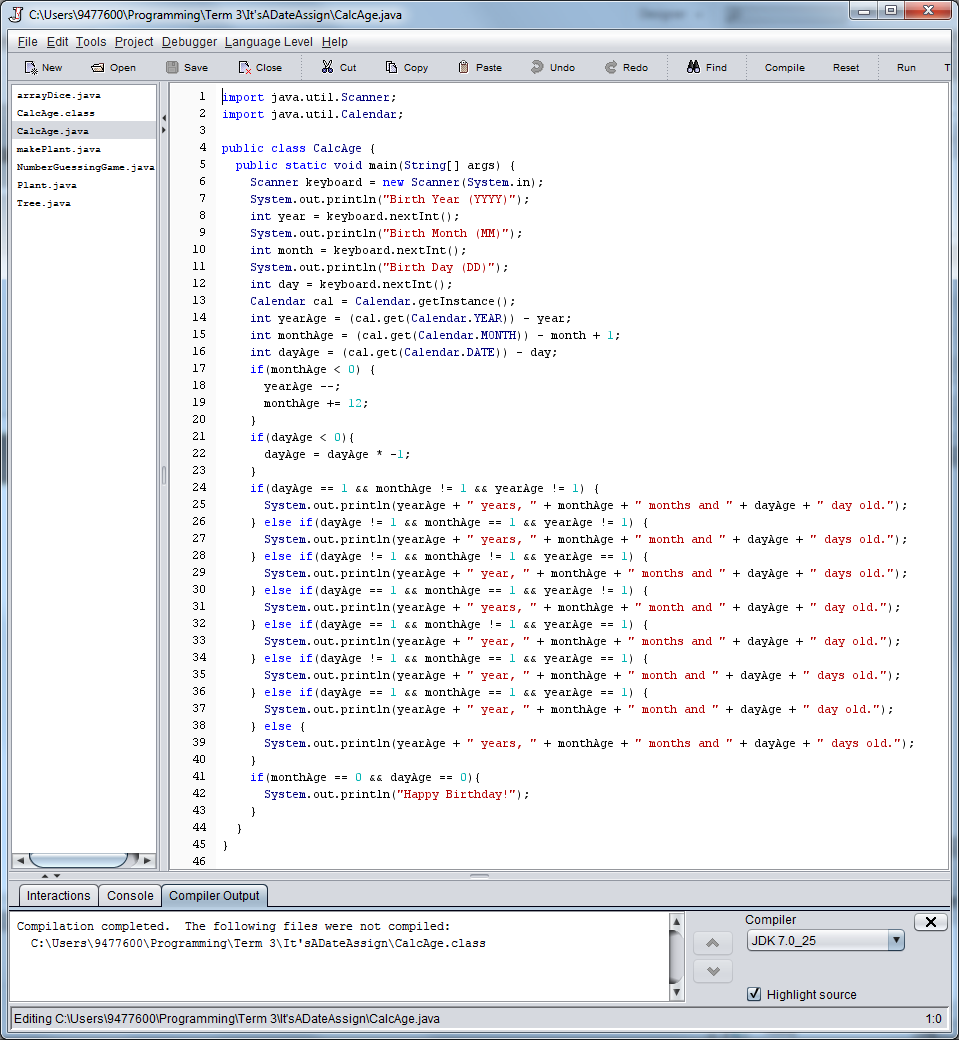 C:\Users\9477600\Programming\Term 3\It'sADateAssign\CalcAge.java
File Edit Tools Project Debugger Language Level Help
New Open Save Close Cut Copy Paste Undo Redo Find Compile Reset Run T
arrayDice.java
CalcAge.class
CalcAge.java
makePlant.java
NumberGuessingGame.java
Plant.java
Tree.java
1 import java.util.Scanner;
2 import java.util.Calendar;
3
4 public class CalcAge {
5   public static void main(String[] args) {
6     Scanner keyboard = new Scanner(System.in);
7     System.out.println("Birth Year (YYYY)");
8     int year = keyboard.nextInt();
9     System.out.println("Birth Month (MM)");
10     int month = keyboard.nextInt();
11     System.out.println("Birth Day (DD)");
12     int day = keyboard.nextInt();
13     Calendar cal = Calendar.getInstance();
14     int yearAge = (cal.get(Calendar.YEAR)) - year;
15     int monthAge = (cal.get(Calendar.MONTH)) - month + 1;
16     int dayAge = (cal.get(Calendar.DATE)) - day;
17     if(monthAge < 0) {
18       yearAge --;
19       monthAge += 12;
20     }
21     if(dayAge < 0){
22       dayAge = dayAge * -1;
23     }
24     if(dayAge == 1 && monthAge != 1 && yearAge != 1) {
25       System.out.println(yearAge + " years, " + monthAge + " months and " + dayAge + " day old.");
26     } else if(dayAge != 1 && monthAge == 1 && yearAge != 1) {
27       System.out.println(yearAge + " years, " + monthAge + " month and " + dayAge + " days old.");
28     } else if(dayAge != 1 && monthAge != 1 && yearAge == 1) {
29       System.out.println(yearAge + " year, " + monthAge + " months and " + dayAge + " days old.");
30     } else if(dayAge == 1 && monthAge == 1 && yearAge != 1) {
31       System.out.println(yearAge + " years, " + monthAge + " month and " + dayAge + " day old.");
32     } else if(dayAge == 1 && monthAge != 1 && yearAge == 1) {
33       System.out.println(yearAge + " year, " + monthAge + " months and " + dayAge + " day old.");
34     } else if(dayAge != 1 && monthAge == 1 && yearAge == 1) {
35       System.out.println(yearAge + " year, " + monthAge + " month and " + dayAge + " days old.");
36     } else if(dayAge == 1 && monthAge == 1 && yearAge == 1) {
37       System.out.println(yearAge + " year, " + monthAge + " month and " + dayAge + " day old.");
38     } else {
39       System.out.println(yearAge + " years, " + monthAge + " months and " + dayAge + " days old.");
40     }
41     if(monthAge == 0 && dayAge == 0){
42       System.out.println("Happy Birthday!");
43     }
44   }
45 }
46
Interactions Console Compiler Output
Compilation completed.  The following files were not compiled:
C:\Users\9477600\Programming\Term 3\It'sADateAssign\CalcAge.class
Compiler
JDK 7.0_25
Highlight source
Editing C:\Users\9477600\Programming\Term 3\It'sADateAssign\CalcAge.java
1:0